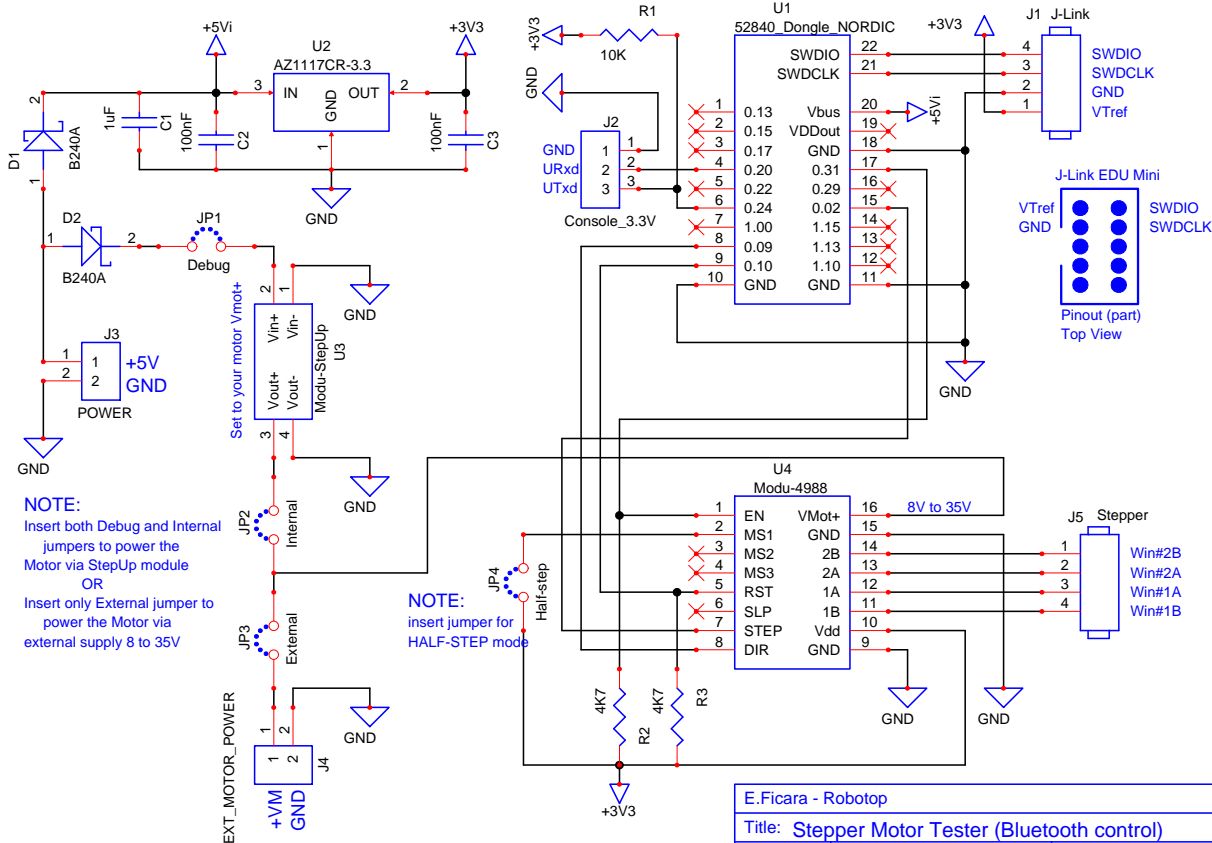 +5Vi
U2
AZ1117CR-3.3
+3V3
3 IN OUT 2
GND
1
1uF C1
100nF C2
100nF C3
GND
2
D1 B240A
1
D2
1 2
B240A
JP1
Debug
2 1
GND
Vin+ Vin-
Vout+ Vout-
Modu-StepUp
U3
Set to your motor Vmot+
3 4
GND
J3
1 1 +5V
2 2 GND
POWER
GND
NOTE:
Insert both Debug and Internal
jumpers to power the
Motor via StepUp module
OR
Insert only External jumper to
power the Motor via
external supply 8 to 35V
JP2 Internal
JP3 External
GND
1 2
1 2
J4
EXT_MOTOR_POWER
+VM
GND
+3V3
R1
10K
GND
J2
GND 1 1
URxd 2 2
UTxd 3 3
Console_3.3V
U1
52840_Dongle_NORDIC
SWDIO 22
SWDCLK 21
1 0.13 Vbus 20
+5Vi
2 0.15 VDDout 19
3 0.17 GND 18
4 0.20 0.31 17
5 0.22 0.29 16
6 0.24 0.02 15
7 1.00 1.15 14
8 0.09 1.13 13
9 0.10 1.10 12
10 GND GND 11
GND
+3V3
J1 J-Link
4 SWDIO
3 SWDCLK
2 GND
1 VTref
J-Link EDU Mini
VTref SWDIO
GND SWDCLK
Pinout (part)
Top View
U4
Modu-4988
1 EN VMot+ 16 8V to 35V
2 MS1 GND 15
3 MS2 2B 14
4 MS3 2A 13
5 RST 1A 12
6 SLP 1B 11
7 STEP Vdd 10
8 DIR GND 9
JP4 Half-step
NOTE:
insert jumper for
HALF-STEP mode
J5 Stepper
1 Win#2B
2 Win#2A
3 Win#1A
4 Win#1B
GND
GND
4K7 R2
4K7 R3
+3V3
E.Ficara - Robotop
Title: Stepper Motor Tester (Bluetooth control)